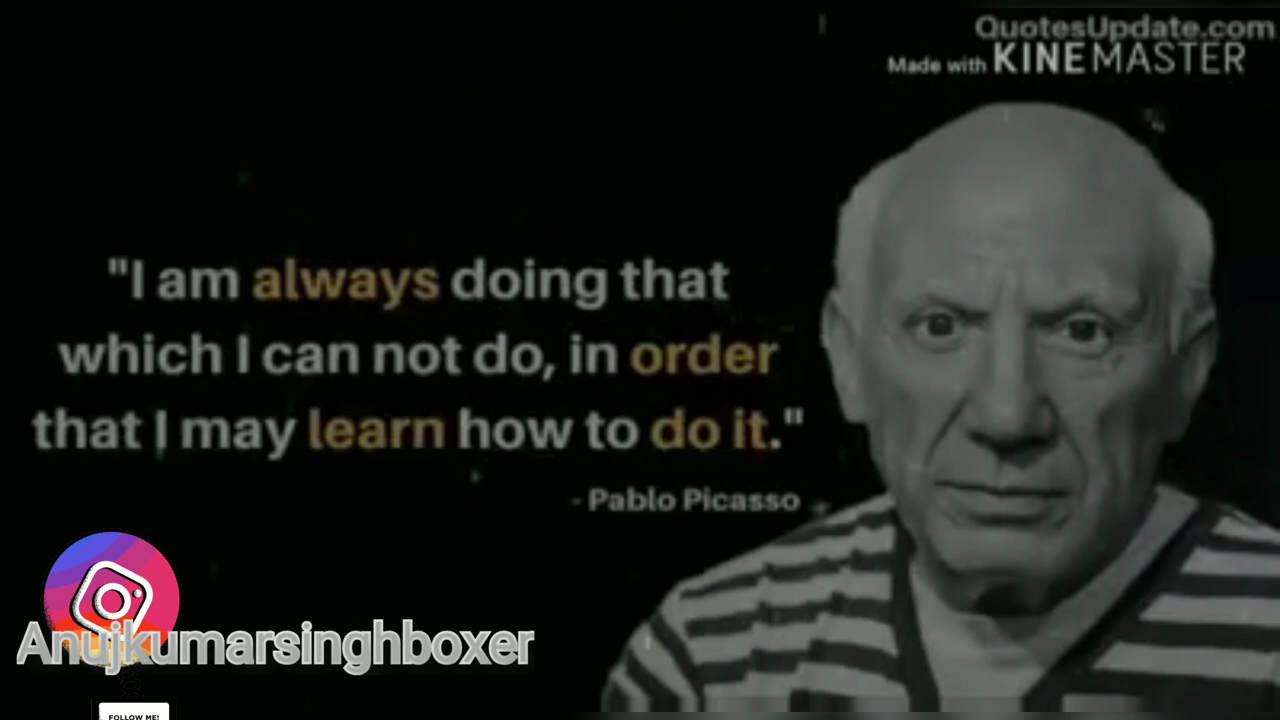 QuotesUpdate.com
Made with KINEMASTER
"I am always doing that
which I can not do, in order
that I may learn how to do it."
- Pablo Picasso
Anujkumarsinghboxer
FOLLOW ME!